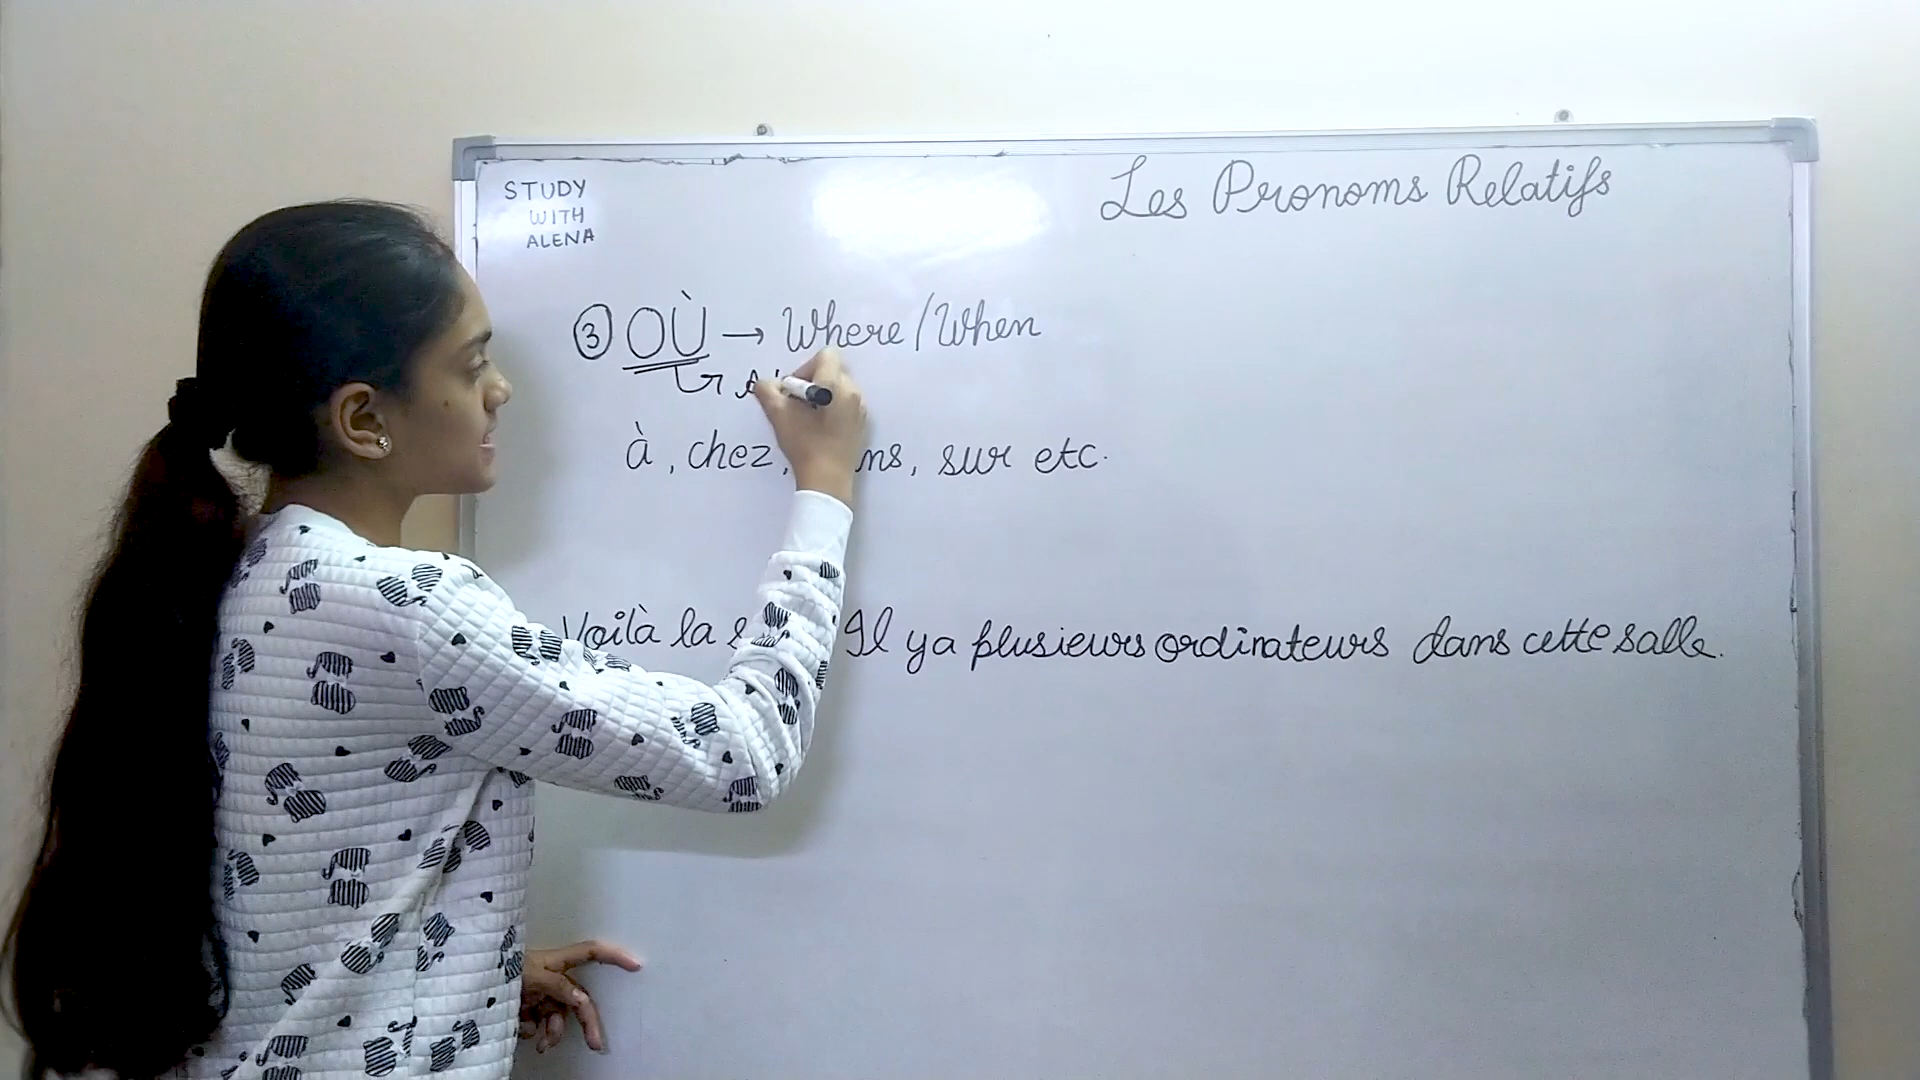 STUDY
WITH
ALENA
Les Pronoms Relatifs
③ OÙ → Where/When
à, chez, sur etc.
Voilà la Il y a plusieurs ordinateurs dans cette salle.